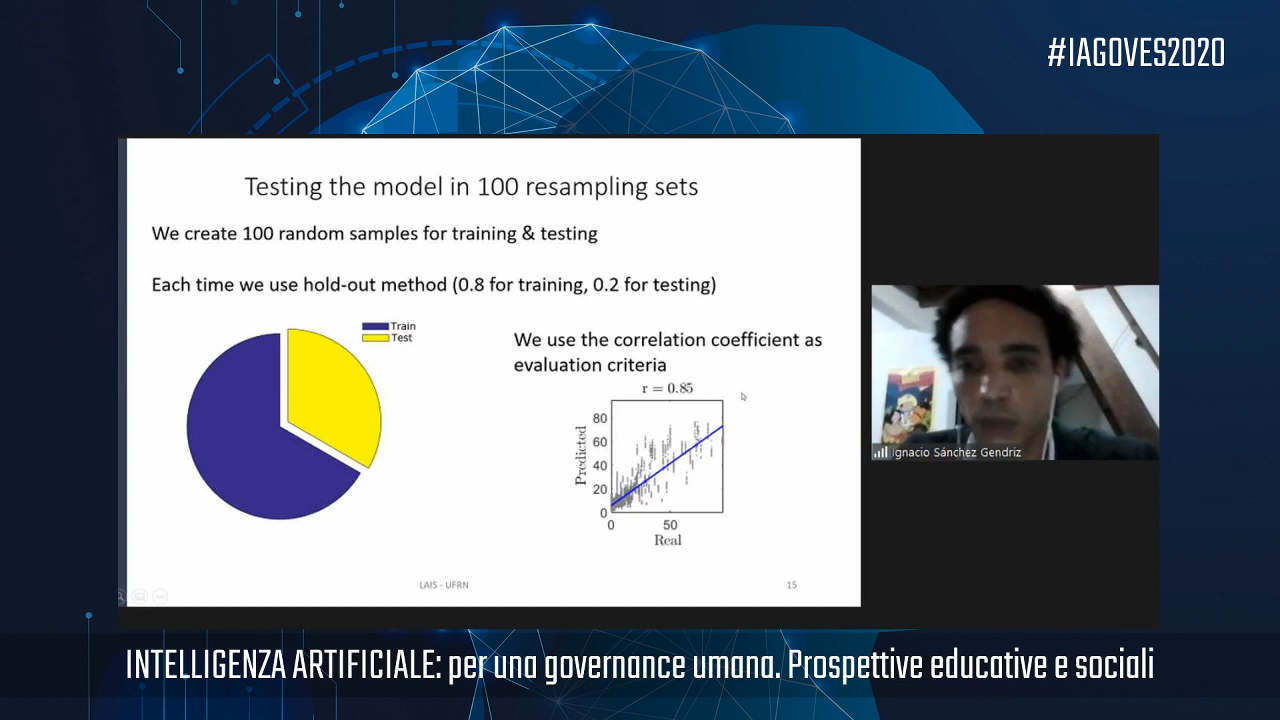 #IAGOVES2020
Testing the model in 100 resampling sets
We create 100 random samples for training & testing
Each time we use hold-out method (0.8 for training, 0.2 for testing)
Train
Test
We use the correlation coefficient as
evaluation criteria
r = 0.85
80
60
40
20
0
Predicted
0 50
Real
LAIS - UFRN
15
Ignacio Sánchez Gendriz
INTELLIGENZA ARTIFICIALE: per una governance umana. Prospettive educative e sociali